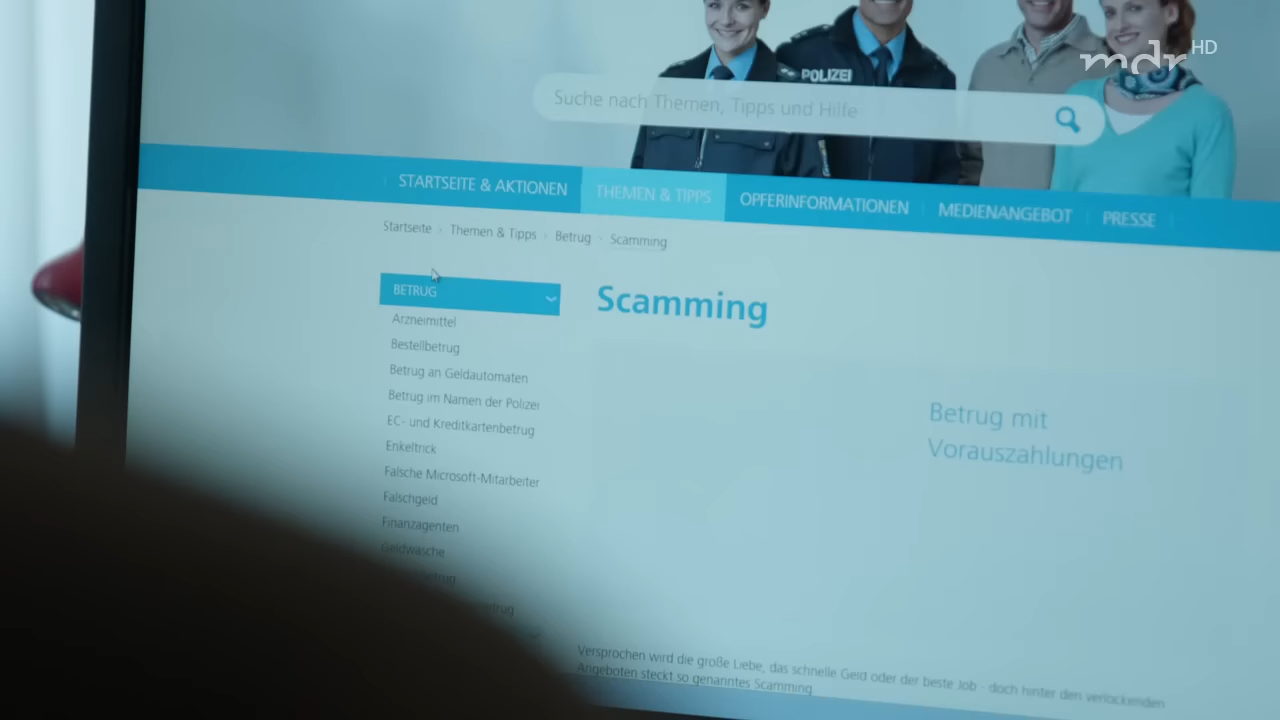 mdr HD
POLIZEI
Suche nach Themen, Tipps und Hilfe
STARTSEITE & AKTIONEN THEMEN & TIPPS OPFERINFORMATIONEN MEDIENANGEBOT PRESSE
Startseite Themen & Tipps Betrug Scamming
BETRUG
Arzneimittel
Bestellbetrug
Betrug an Geldautomaten
Betrug im Namen der Polizei
EC- und Kreditkartenbetrug
Enkeltrick
Falsche Microsoft-Mitarbeiter
Falschgeld
Finanzagenten
Geldwäsche
Scamming
Betrug mit
Vorauszahlungen
Versprochen wird die große Liebe, das schnelle Geld oder der beste Job - doch hinter den verlockenden
Angeboten steckt so genanntes Scamming